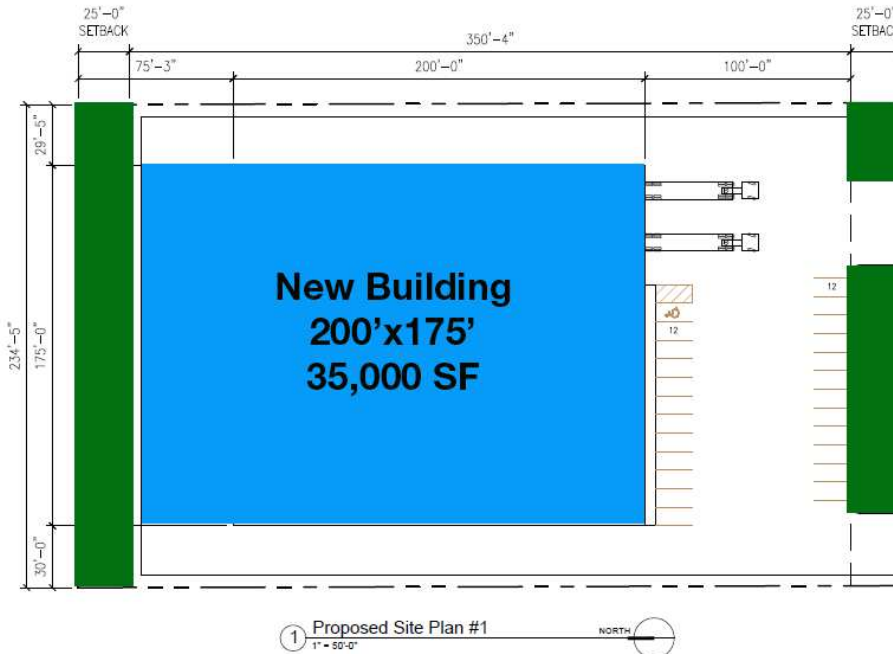 25'-0"
SETBACK
25'-0"
SETBACK
350'-4"
75'-3"
200'-0"
100'-0"
29'-5"
234'-5"
175'-0"
30'-0"
New Building
200'x175'
35,000 SF
12
12
1
Proposed Site Plan #1
1" = 50'-0"
NORTH